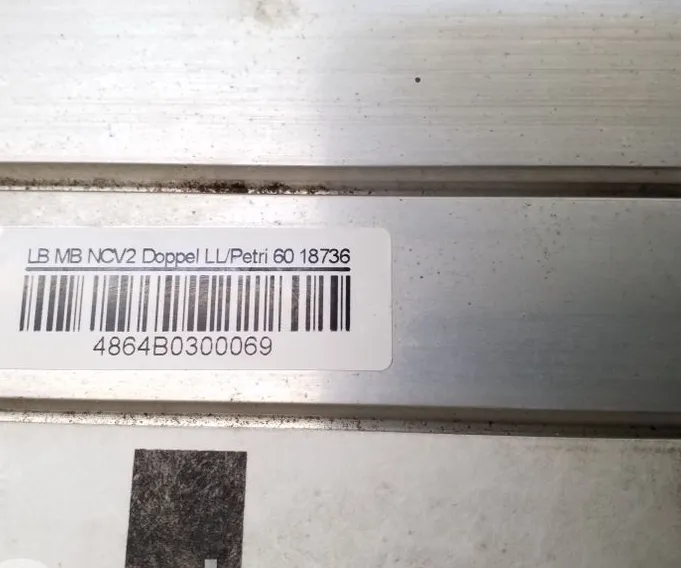 LB MB NCV2 Doppel LL/Petri 60 18736
4864B0300069